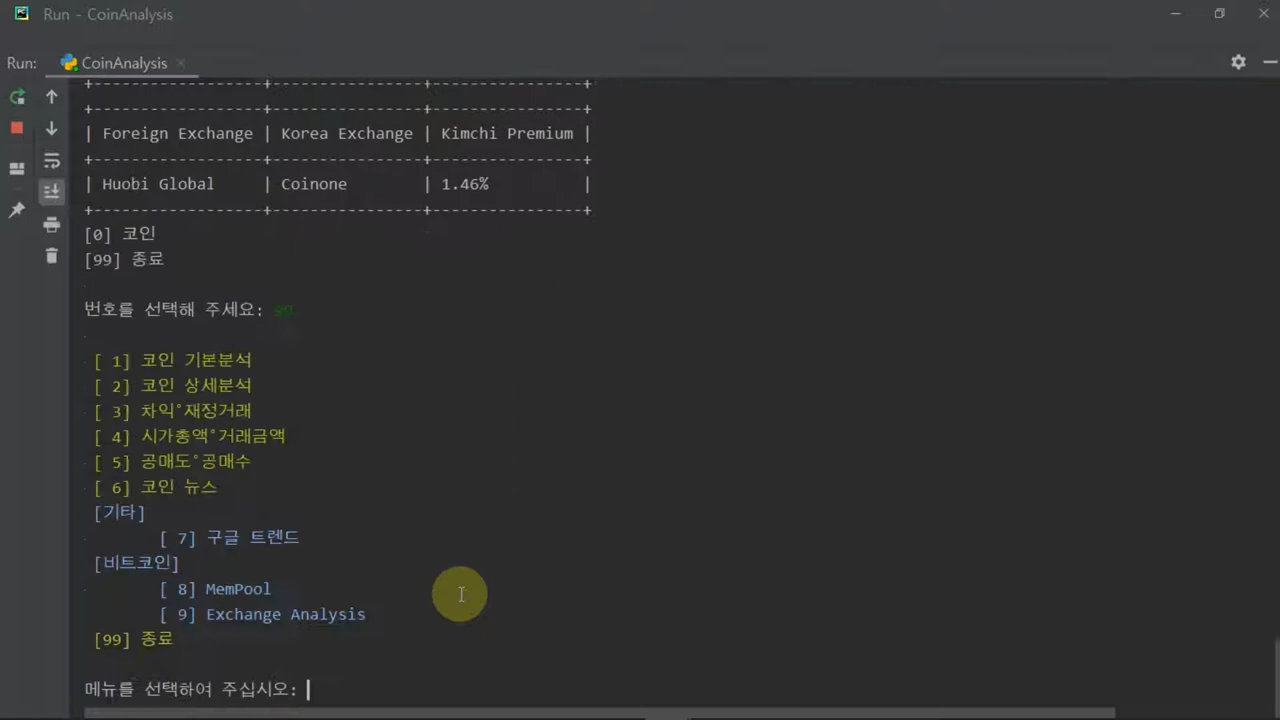 Run - CoinAnalysis
Run: CoinAnalysis
| Foreign Exchange | Korea Exchange | Kimchi Premium |
| Huobi Global | Coinone | 1.46% |
[0] 코인
[99] 종료
번호를 선택해 주세요: 99
[ 1] 코인 기본분석
[ 2] 코인 상세분석
[ 3] 차익°재정거래
[ 4] 시가총액°거래금액
[ 5] 공매도°공매수
[ 6] 코인 뉴스
[기타]
[ 7] 구글 트렌드
[비트코인]
[ 8] MemPool
[ 9] Exchange Analysis
[99] 종료
메뉴를 선택하여 주십시오: